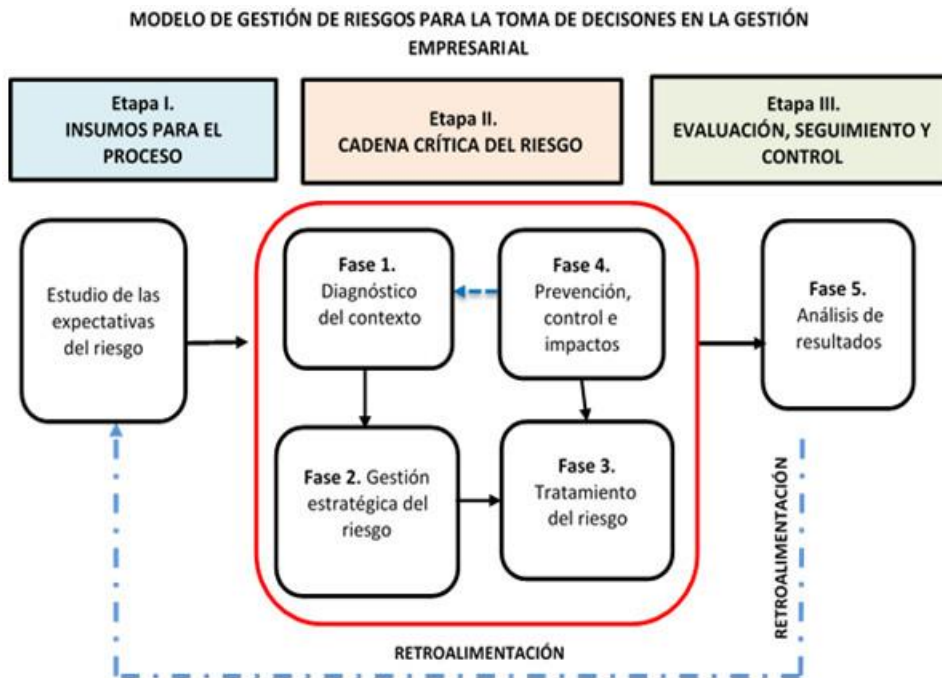 MODELO DE GESTIÓN DE RIESGOS PARA LA TOMA DE DECISONES EN LA GESTIÓN
EMPRESARIAL
Etapa I.
INSUMOS PARA EL
PROCESO
Etapa II.
CADENA CRÍTICA DEL RIESGO
Etapa III.
EVALUACIÓN, SEGUIMIENTO Y
CONTROL
Estudio de las
expectativas
del riesgo
Fase 1.
Diagnóstico
del contexto
Fase 4.
Prevención,
control e
impactos
Fase 2. Gestión
estratégica del
riesgo
Fase 3.
Tratamiento
del riesgo
Fase 5.
Análisis de
resultados
RETROALIMENTACIÓN
RETROALIMENTACIÓN